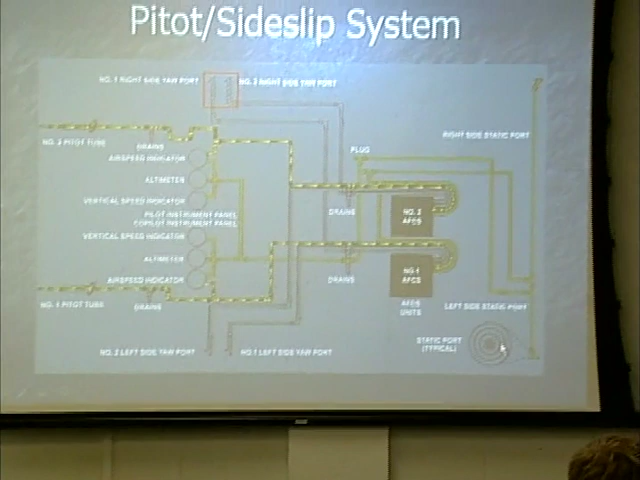 Pitot/Sideslip System
NO. 1 RIGHT SIDE YAW PORT
NO. 2 RIGHT SIDE YAW PORT
RIGHT SIDE STATIC PORT
NO. 2 PITOT TUBE
DRAINS
PLUG
AIRSPEED INDICATOR
ALTIMETER
VERTICAL SPEED INDICATOR
DRAINS
NO. 2
AFCS
PILOT INSTRUMENT PANEL
COPILOT INSTRUMENT PANEL
VERTICAL SPEED INDICATOR
ALTIMETER
NO. 1
AFCS
AIRSPEED INDICATOR
DRAINS
NO. 1 PITOT TUBE
DRAINS
AFCS
UNITS
LEFT SIDE STATIC PORT
STATIC PORT
(TYPICAL)
NO. 2 LEFT SIDE YAW PORT
NO. 1 LEFT SIDE YAW PORT